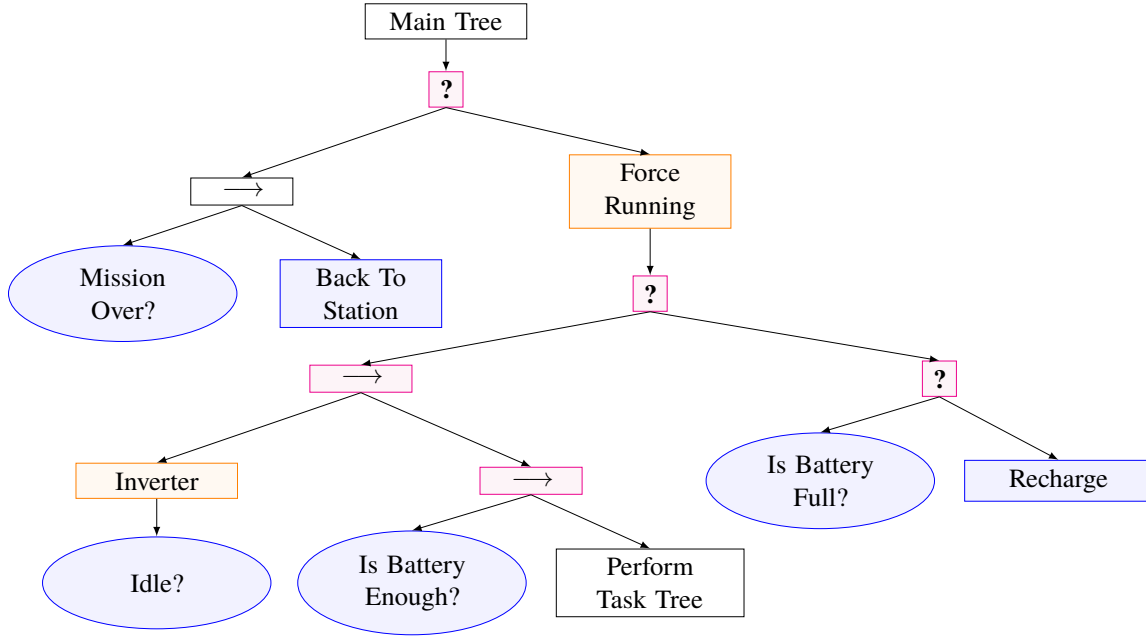 Main Tree
?
⟶
Force
Running
Mission
Over?
Back To
Station
?
⟶
?
Inverter
⟶
Is Battery
Full?
Recharge
Idle?
Is Battery
Enough?
Perform
Task Tree